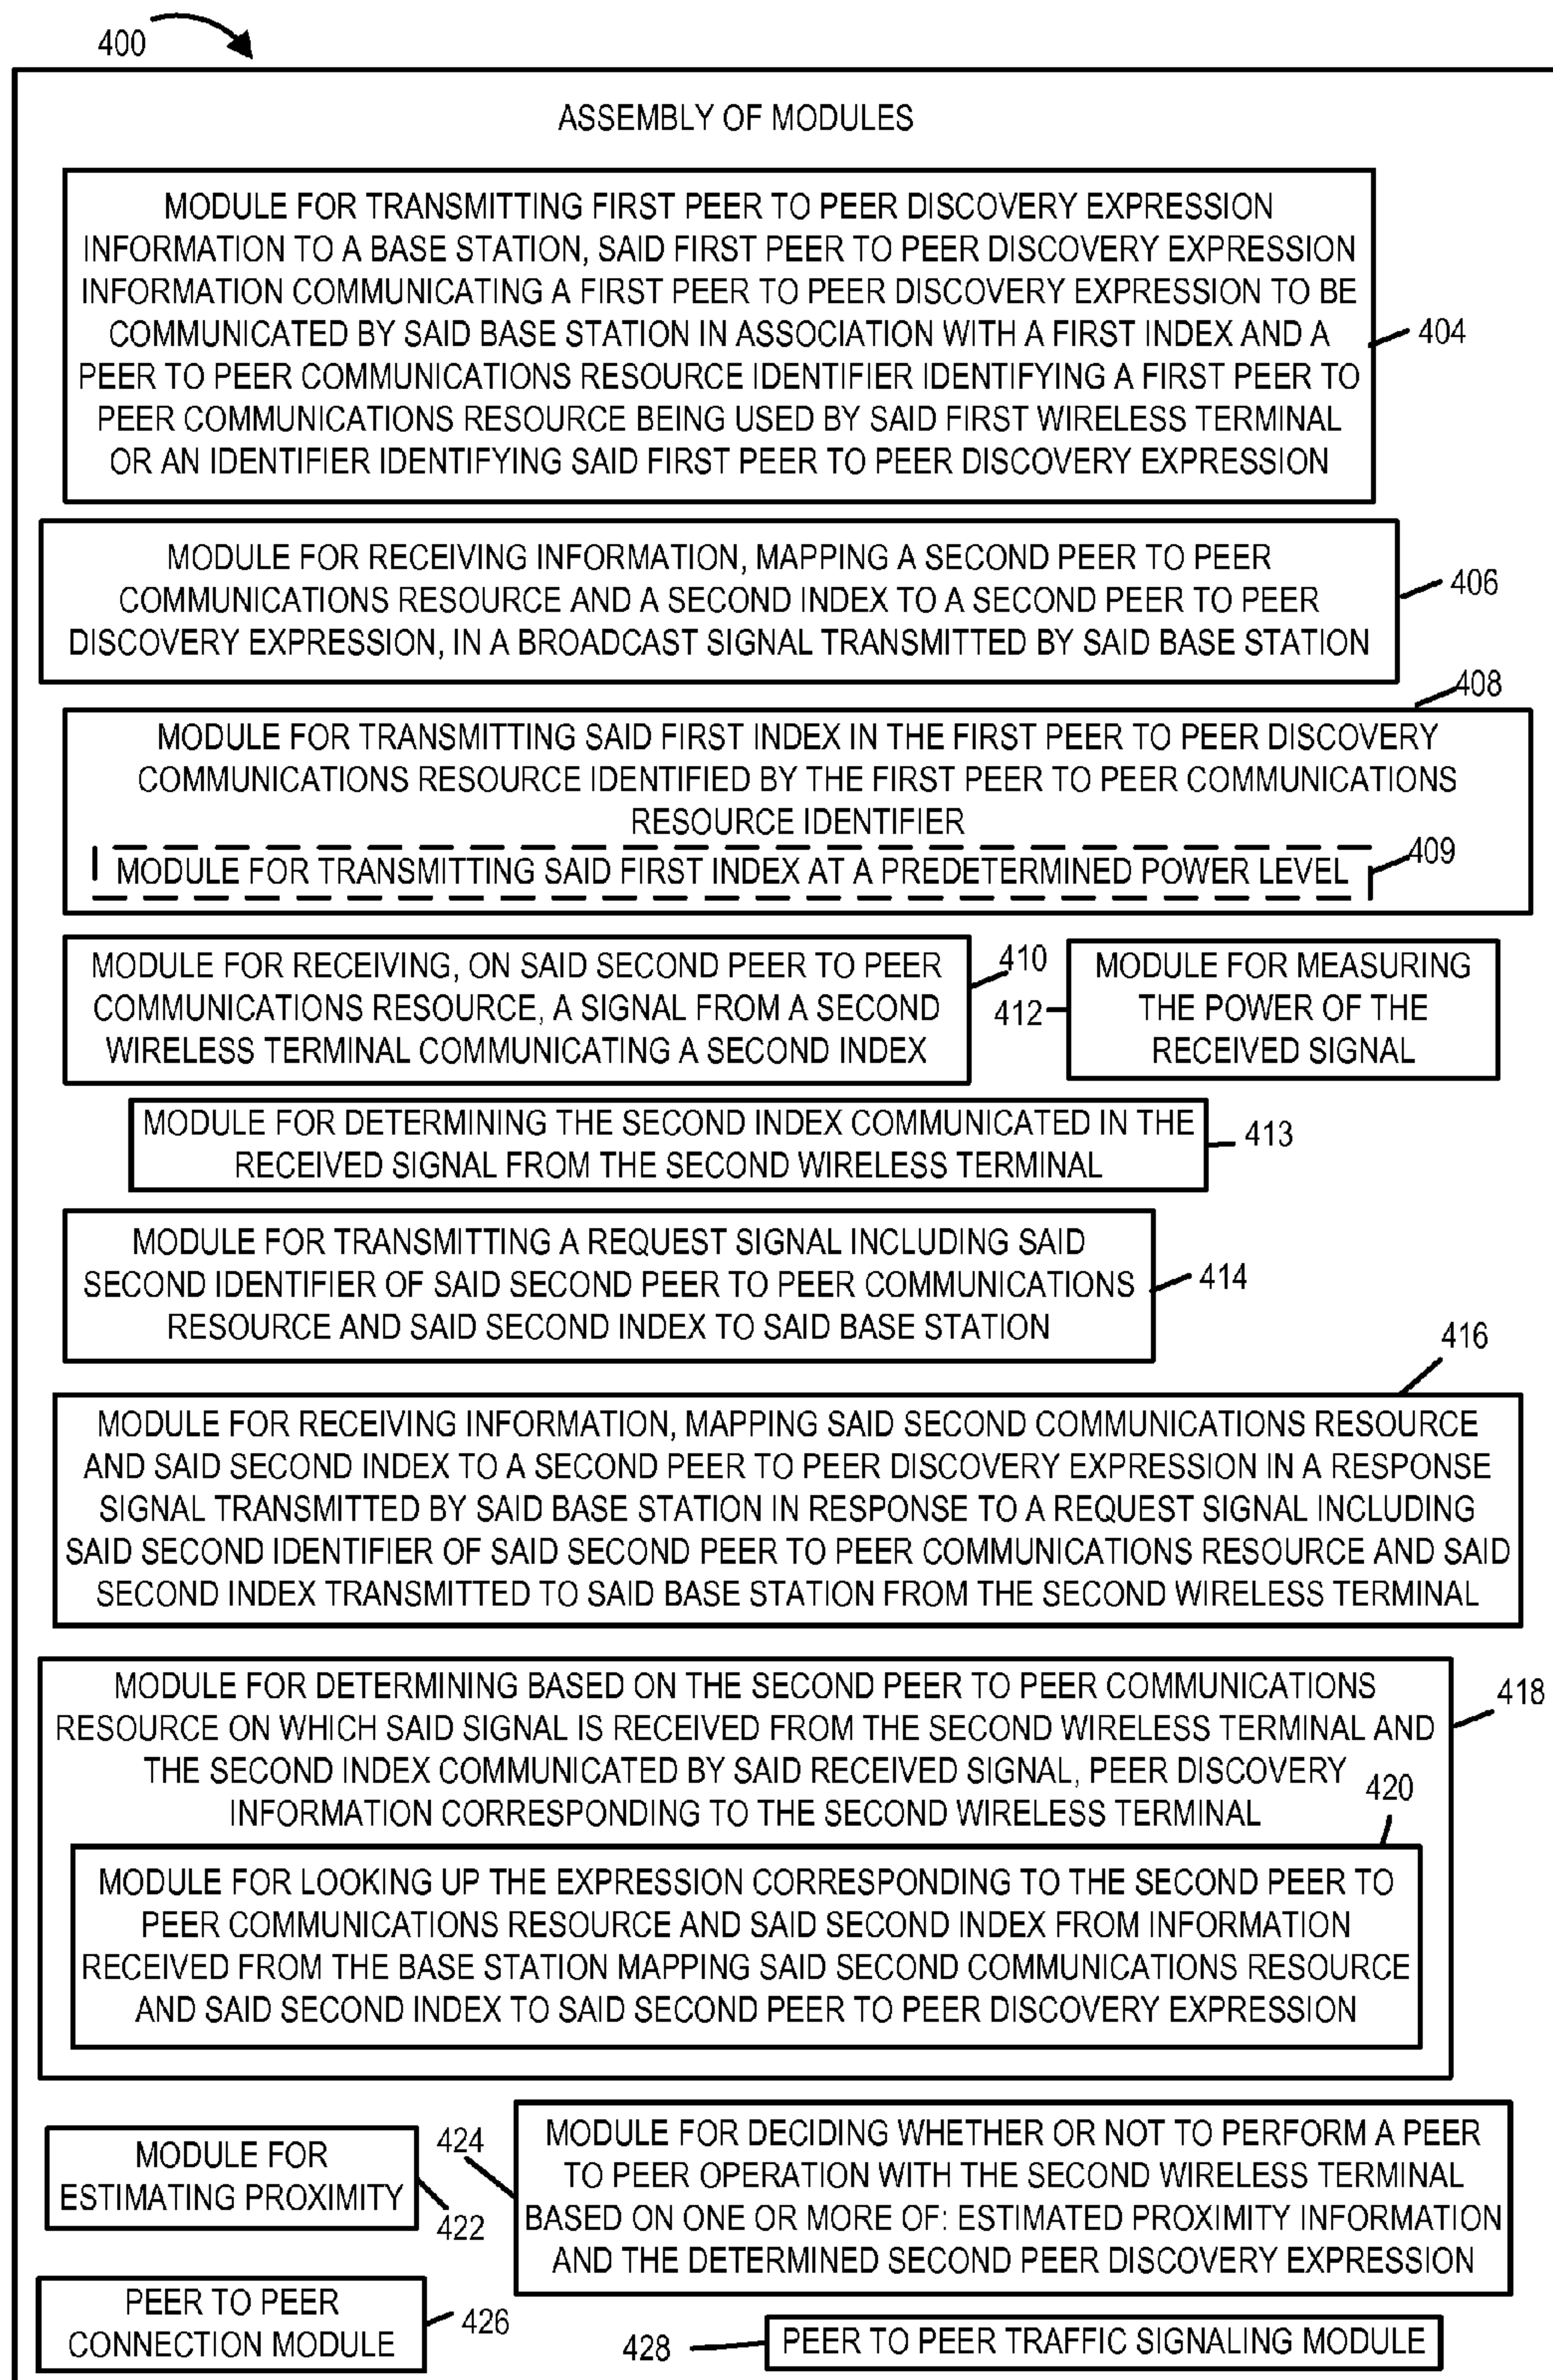 400
ASSEMBLY OF MODULES
MODULE FOR TRANSMITTING FIRST PEER TO PEER DISCOVERY EXPRESSION
INFORMATION TO A BASE STATION, SAID FIRST PEER TO PEER DISCOVERY EXPRESSION
INFORMATION COMMUNICATING A FIRST PEER TO PEER DISCOVERY EXPRESSION TO BE
COMMUNICATED BY SAID BASE STATION IN ASSOCIATION WITH A FIRST INDEX AND A
PEER TO PEER COMMUNICATIONS RESOURCE IDENTIFIER IDENTIFYING A FIRST PEER TO
PEER COMMUNICATIONS RESOURCE BEING USED BY SAID FIRST WIRELESS TERMINAL
OR AN IDENTIFIER IDENTIFYING SAID FIRST PEER TO PEER DISCOVERY EXPRESSION
404
MODULE FOR RECEIVING INFORMATION, MAPPING A SECOND PEER TO PEER
COMMUNICATIONS RESOURCE AND A SECOND INDEX TO A SECOND PEER TO PEER
DISCOVERY EXPRESSION, IN A BROADCAST SIGNAL TRANSMITTED BY SAID BASE STATION
406
408
MODULE FOR TRANSMITTING SAID FIRST INDEX IN THE FIRST PEER TO PEER DISCOVERY
COMMUNICATIONS RESOURCE IDENTIFIED BY THE FIRST PEER TO PEER COMMUNICATIONS
RESOURCE IDENTIFIER
MODULE FOR TRANSMITTING SAID FIRST INDEX AT A PREDETERMINED POWER LEVEL
409
MODULE FOR RECEIVING, ON SAID SECOND PEER TO PEER
COMMUNICATIONS RESOURCE, A SIGNAL FROM A SECOND
WIRELESS TERMINAL COMMUNICATING A SECOND INDEX
410
412
MODULE FOR MEASURING
THE POWER OF THE
RECEIVED SIGNAL
MODULE FOR DETERMINING THE SECOND INDEX COMMUNICATED IN THE
RECEIVED SIGNAL FROM THE SECOND WIRELESS TERMINAL
413
MODULE FOR TRANSMITTING A REQUEST SIGNAL INCLUDING SAID
SECOND IDENTIFIER OF SAID SECOND PEER TO PEER COMMUNICATIONS
RESOURCE AND SAID SECOND INDEX TO SAID BASE STATION
414
416
MODULE FOR RECEIVING INFORMATION, MAPPING SAID SECOND COMMUNICATIONS RESOURCE
AND SAID SECOND INDEX TO A SECOND PEER TO PEER DISCOVERY EXPRESSION IN A RESPONSE
SIGNAL TRANSMITTED BY SAID BASE STATION IN RESPONSE TO A REQUEST SIGNAL INCLUDING
SAID SECOND IDENTIFIER OF SAID SECOND PEER TO PEER COMMUNICATIONS RESOURCE AND SAID
SECOND INDEX TRANSMITTED TO SAID BASE STATION FROM THE SECOND WIRELESS TERMINAL
MODULE FOR DETERMINING BASED ON THE SECOND PEER TO PEER COMMUNICATIONS
RESOURCE ON WHICH SAID SIGNAL IS RECEIVED FROM THE SECOND WIRELESS TERMINAL AND
THE SECOND INDEX COMMUNICATED BY SAID RECEIVED SIGNAL, PEER DISCOVERY
INFORMATION CORRESPONDING TO THE SECOND WIRELESS TERMINAL
418
420
MODULE FOR LOOKING UP THE EXPRESSION CORRESPONDING TO THE SECOND PEER TO
PEER COMMUNICATIONS RESOURCE AND SAID SECOND INDEX FROM INFORMATION
RECEIVED FROM THE BASE STATION MAPPING SAID SECOND COMMUNICATIONS RESOURCE
AND SAID SECOND INDEX TO SAID SECOND PEER TO PEER DISCOVERY EXPRESSION
MODULE FOR
ESTIMATING PROXIMITY
422
424
MODULE FOR DECIDING WHETHER OR NOT TO PERFORM A PEER
TO PEER OPERATION WITH THE SECOND WIRELESS TERMINAL
BASED ON ONE OR MORE OF: ESTIMATED PROXIMITY INFORMATION
AND THE DETERMINED SECOND PEER DISCOVERY EXPRESSION
PEER TO PEER
CONNECTION MODULE
426
428
PEER TO PEER TRAFFIC SIGNALING MODULE